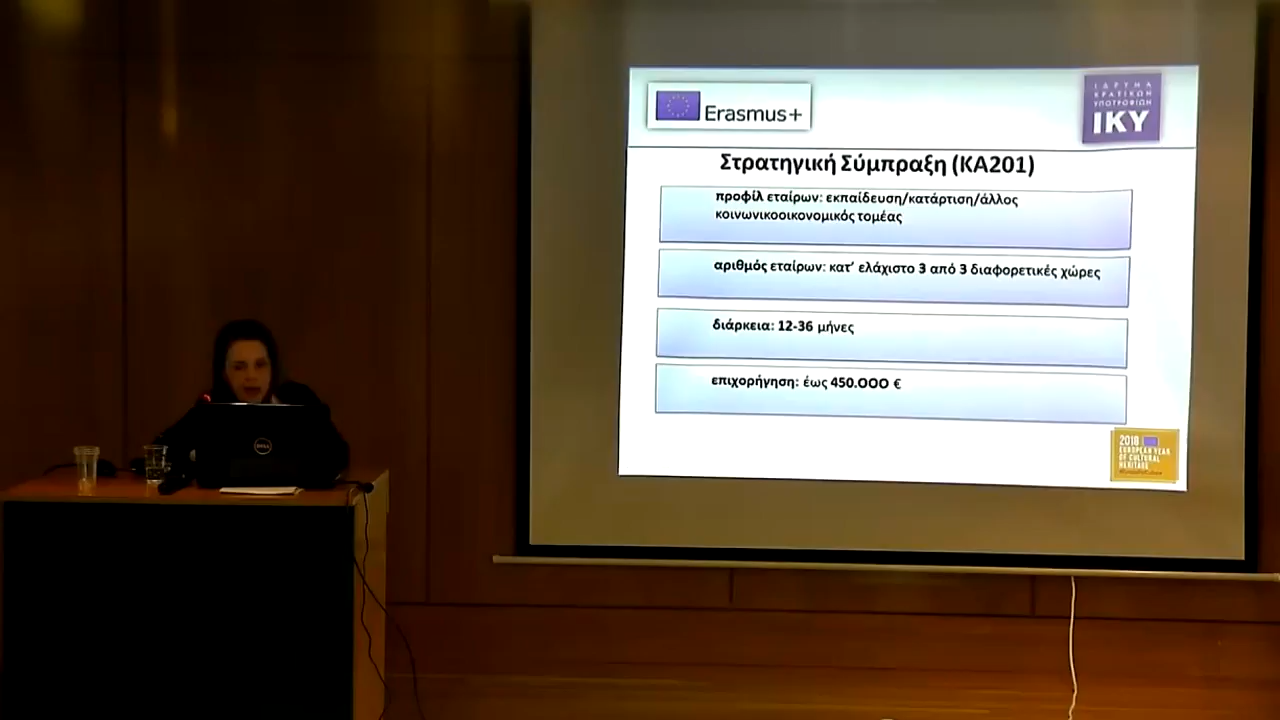 Erasmus+
ΙΔΡΥΜΑ
ΚΡΑΤΙΚΩΝ
ΥΠΟΤΡΟΦΙΩΝ
ΙΚΥ
Στρατηγική Σύμπραξη (ΚΑ201)
προφίλ εταίρων: εκπαίδευση/κατάρτιση/άλλος
κοινωνικοοικονομικός τομέας
αριθμός εταίρων: κατ’ ελάχιστο 3 από 3 διαφορετικές χώρες
διάρκεια: 12-36 μήνες
επιχορήγηση: έως 450.000 €
2018
EUROPEAN YEAR
OF CULTURAL
HERITAGE
DELL